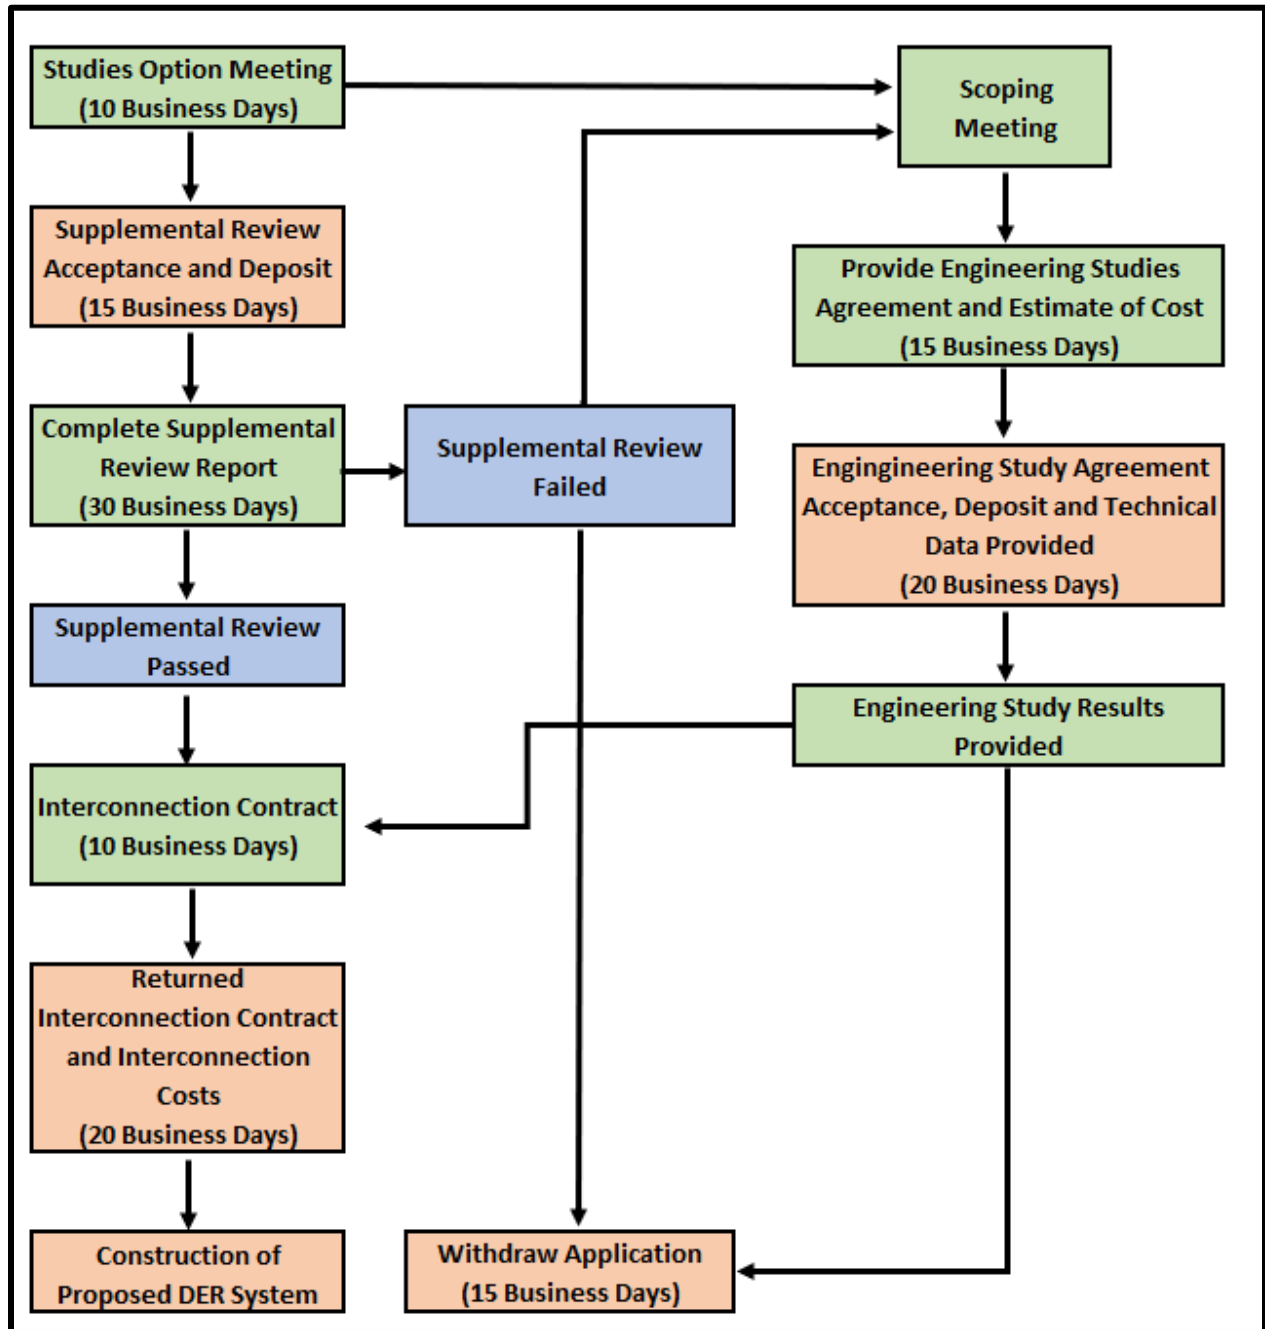 Studies Option Meeting
(10 Business Days)
Scoping
Meeting
Supplemental Review
Acceptance and Deposit
(15 Business Days)
Provide Engineering Studies
Agreement and Estimate of Cost
(15 Business Days)
Complete Supplemental
Review Report
(30 Business Days)
Supplemental Review
Failed
Engingineering Study Agreement
Acceptance, Deposit and Technical
Data Provided
(20 Business Days)
Supplemental Review
Passed
Engineering Study Results
Provided
Interconnection Contract
(10 Business Days)
Returned
Interconnection Contract
and Interconnection
Costs
(20 Business Days)
Construction of
Proposed DER System
Withdraw Application
(15 Business Days)